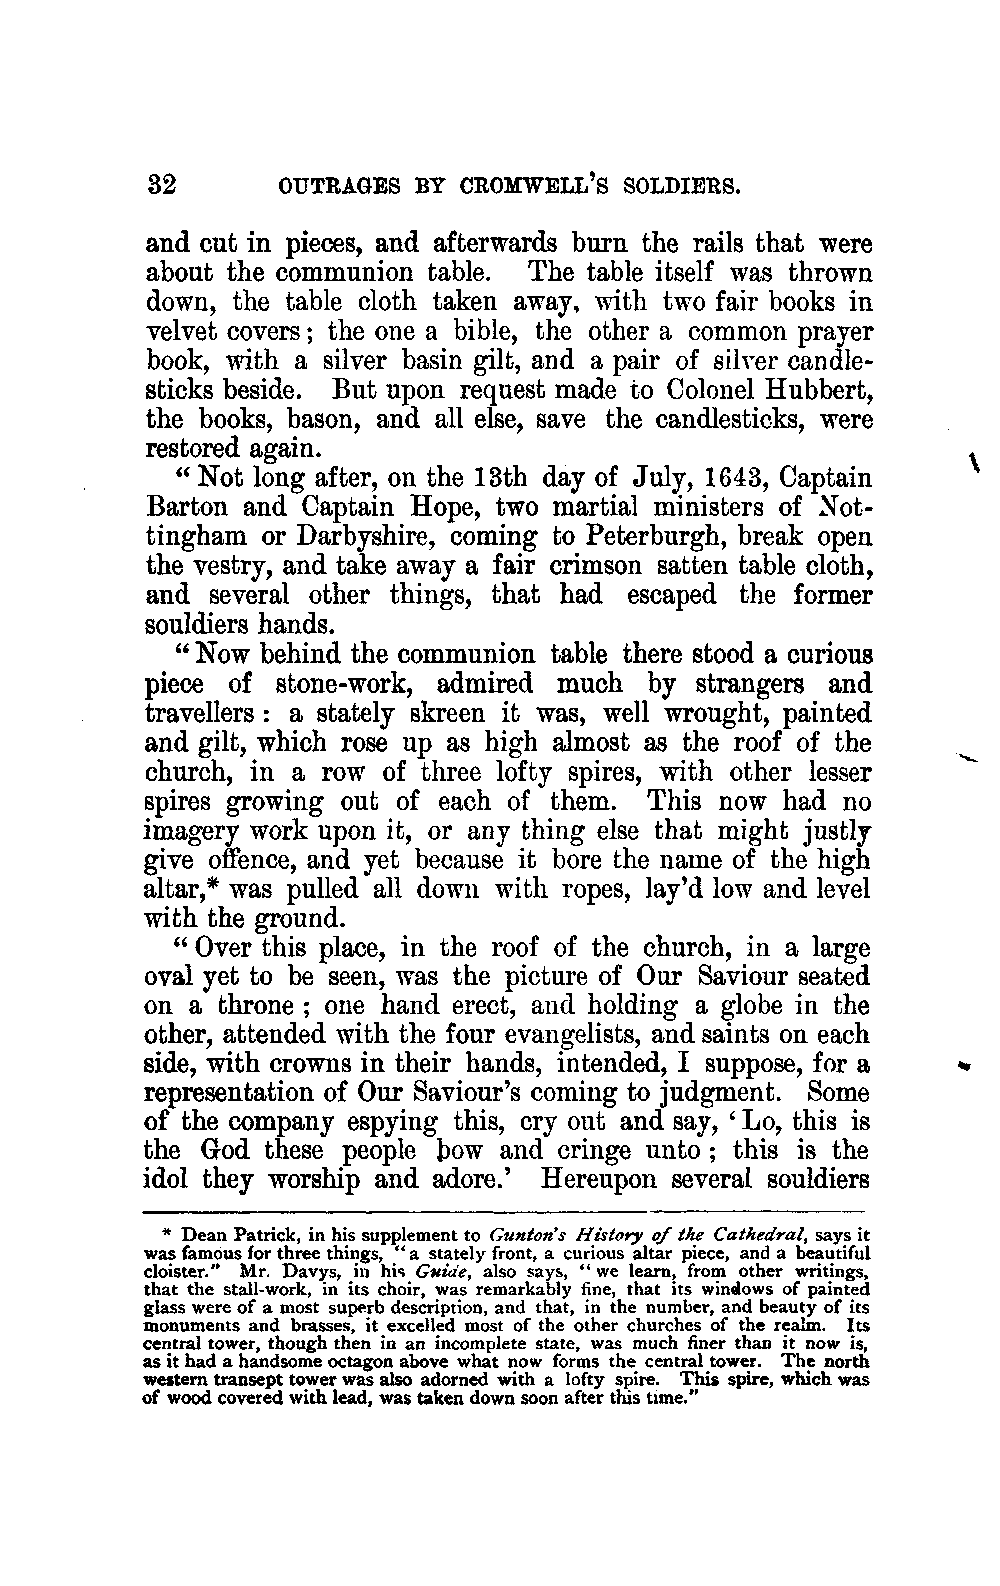 32 OUTRAGES BY CROMWELL'S SOLDIERS.
and cut in pieces, and afterwards burn the rails that were
about the communion table. The table itself was thrown
down, the table cloth taken away, with two fair books in
velvet covers; the one a bible, the other a common prayer
book, with a silver basin gilt, and a pair of silver candle-
sticks beside. But upon request made to Colonel Hubbert,
the books, bason, and all else, save the candlesticks, were
restored again.
"Not long after, on the 13th day of July, 1643, Captain
Barton and Captain Hope, two martial ministers of Not-
tingham or Darbyshire, coming to Peterburgh, break open
the vestry, and take away a fair crimson satten table cloth,
and several other things, that had escaped the former
souldiers hands.
"Now behind the communion table there stood a curious
piece of stone-work, admired much by strangers and
travellers: a stately skreen it was, well wrought, painted
and gilt, which rose up as high almost as the roof of the
church, in a row of three lofty spires, with other lesser
spires growing out of each of them. This now had no
imagery work upon it, or any thing else that might justly
give offence, and yet because it bore the name of the high
altar,* was pulled all down with ropes, lay'd low and level
with the ground.
"Over this place, in the roof of the church, in a large
oval yet to be seen, was the picture of Our Saviour seated
on a throne; one hand erect, and holding a globe in the
other, attended with the four evangelists, and saints on each
side, with crowns in their hands, intended, I suppose, for a
representation of Our Saviour's coming to judgment. Some
of the company espying this, cry out and say, 'Lo, this is
the God these people bow and cringe unto; this is the
idol they worship and adore.' Hereupon several souldiers
* Dean Patrick, in his supplement to Gunton's History of the Cathedral, says it
was famous for three things, "a stately front, a curious altar piece, and a beautiful
cloister." Mr. Davys, in his Guide, also says, "we learn, from other writings,
that the stall-work, in its choir, was remarkably fine, that its windows of painted
glass were of a most superb description, and that, in the number, and beauty of its
monuments and brasses, it excelled most of the other churches of the realm. Its
central tower, though then in an incomplete state, was much finer than it now is,
as it had a handsome octagon above what now forms the central tower. The north
western transept tower was also adorned with a lofty spire. This spire, which was
of wood covered with lead, was taken down soon after this time."